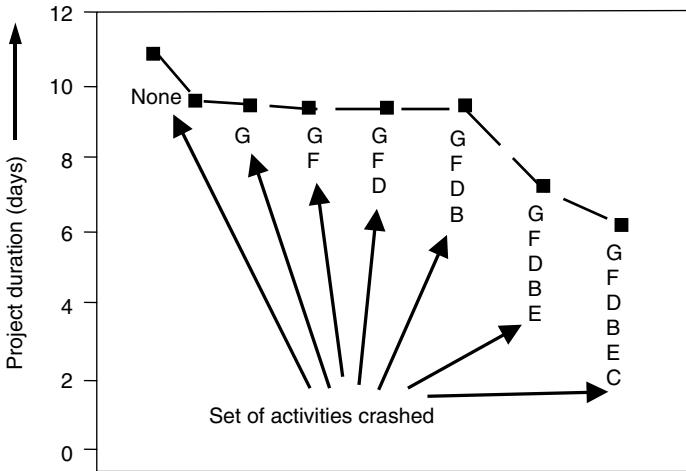 12
10
8
6
4
2
0
Project duration (days)
None
G
G
F
G
F
D
G
F
D
B
G
F
D
B
E
G
F
D
B
E
C
Set of activities crashed